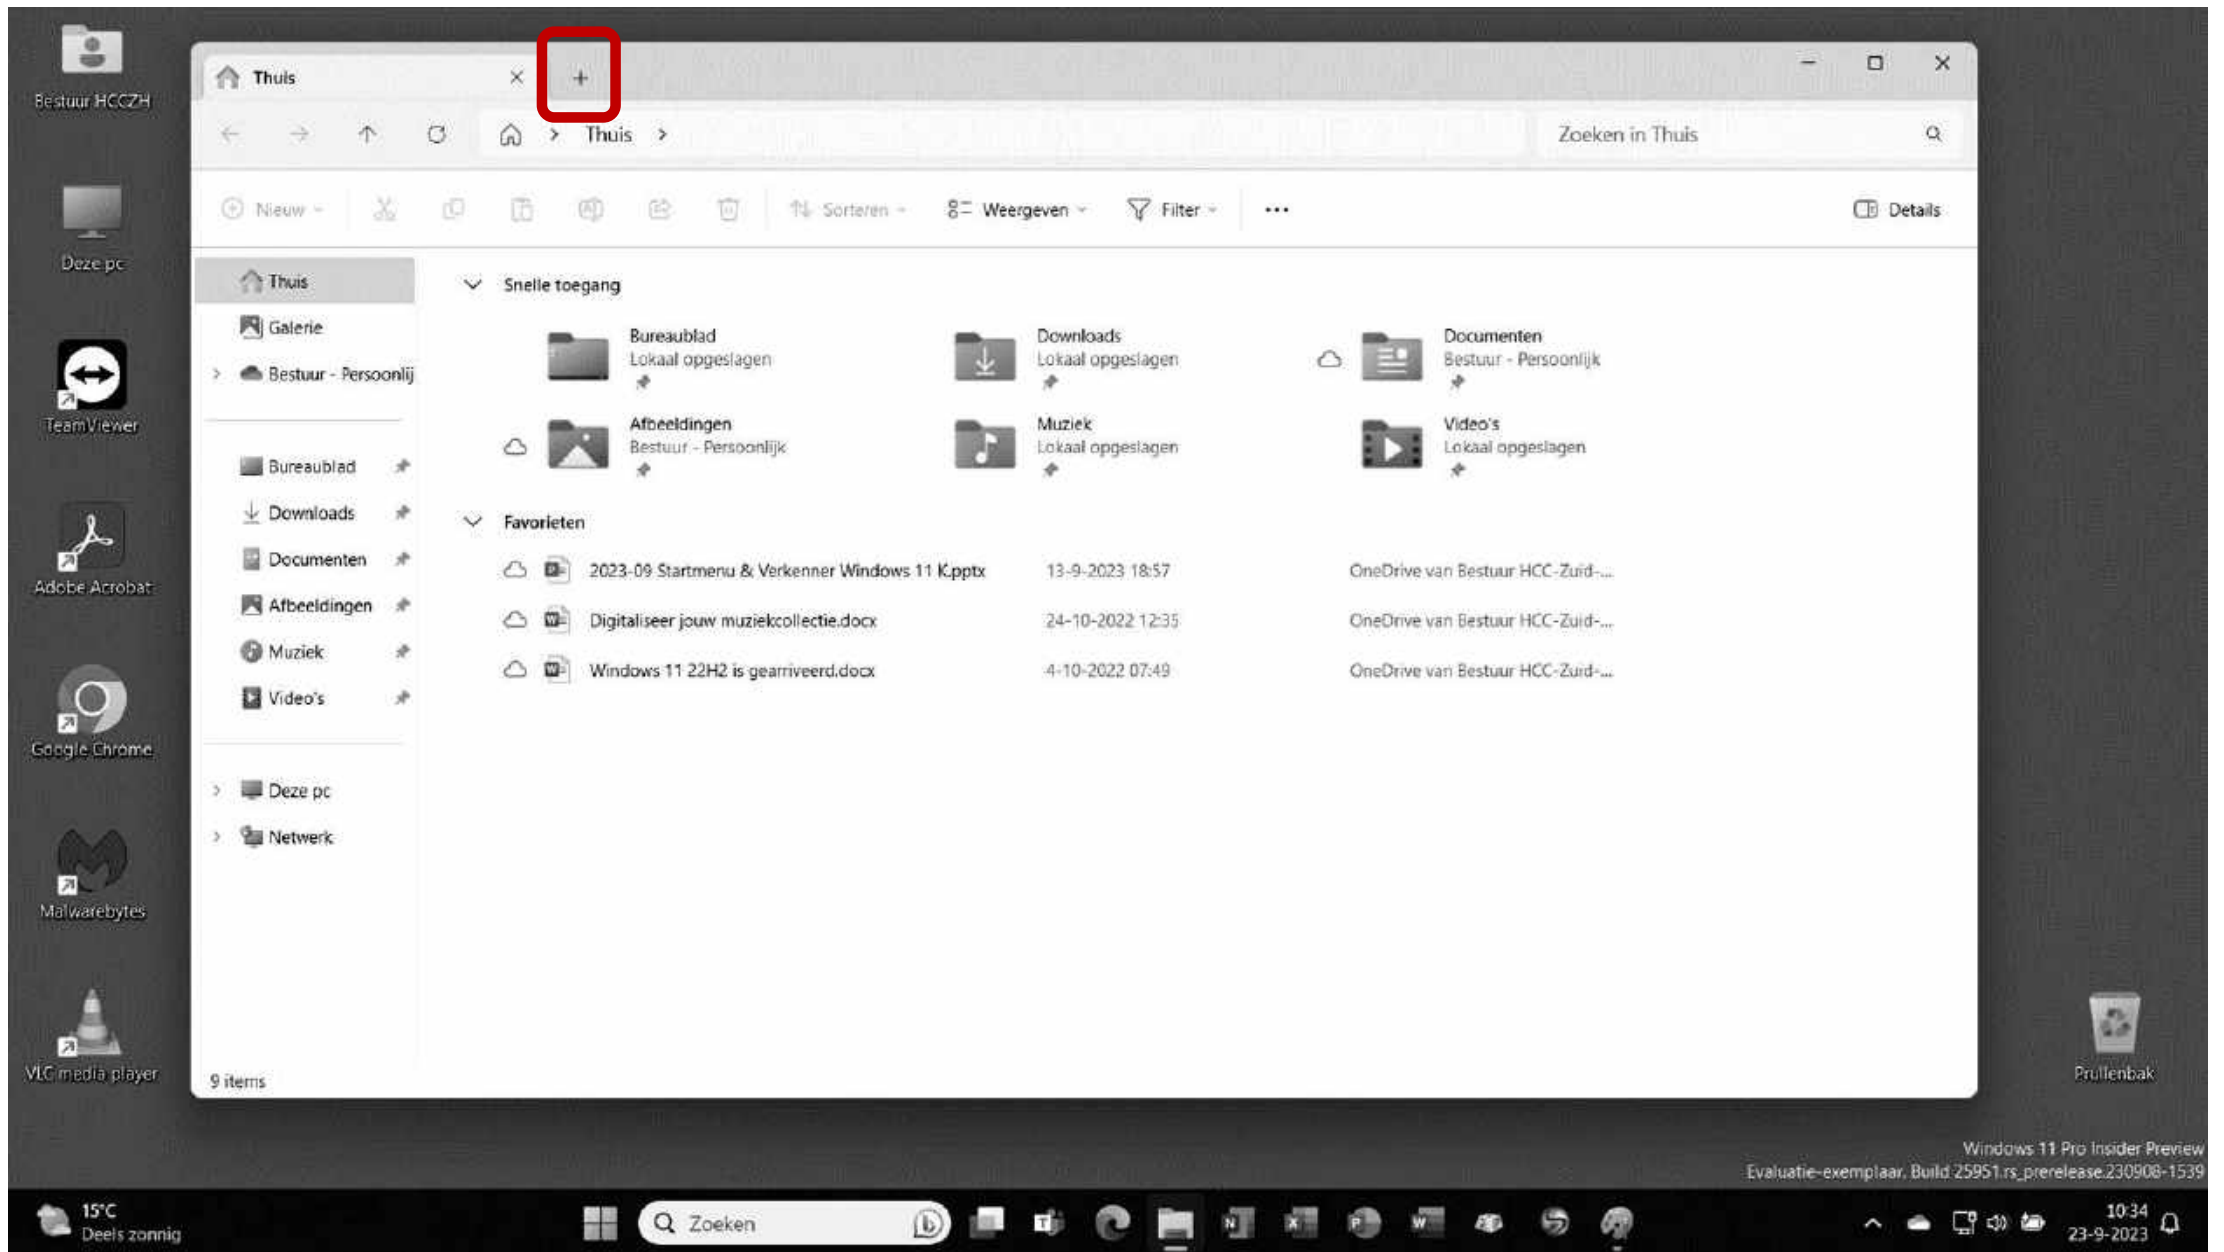 Bestuur HCCZH
Deze pc
TeamViewer
Adobe Acrobat
Google Chrome
Malwarebytes
VLC media player
Thuis
Thuis
Zoeken in Thuis
Nieuw
Sorteren
Weergeven
Filter
Details
Thuis
Galerie
Bestuur - Persoonlij
Bureaublad
Downloads
Documenten
Afbeeldingen
Muziek
Video's
Deze pc
Netwerk
Snelle toegang
Bureaublad
Lokaal opgeslagen
Downloads
Lokaal opgeslagen
Documenten
Bestuur - Persoonlijk
Afbeeldingen
Bestuur - Persoonlijk
Muziek
Lokaal opgeslagen
Video's
Lokaal opgeslagen
Favorieten
2023-09 Startmenu & Verkenner Windows 11 K.pptx 13-9-2023 18:57 OneDrive van Bestuur HCC-Zuid-...
Digitaliseer jouw muziekcollectie.docx 24-10-2022 12:35 OneDrive van Bestuur HCC-Zuid-...
Windows 11 22H2 is gearriveerd.docx 4-10-2022 07:49 OneDrive van Bestuur HCC-Zuid-...
9 items
Prullenbak
Windows 11 Pro Insider Preview
Evaluatie-exemplaar. Build 25951.rs_prerelease.230908-1539
15°C
Deels zonnig
Zoeken
10:34
23-9-2023